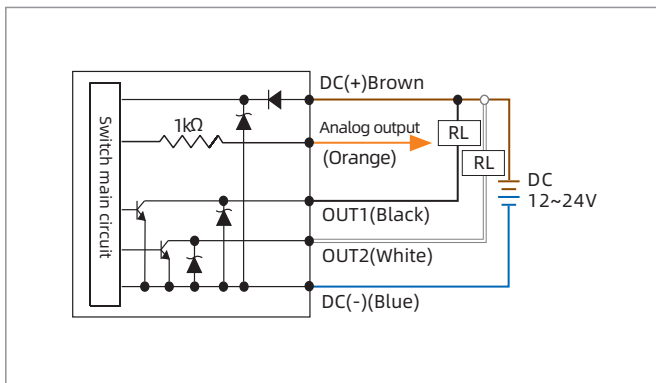 DC(+)Brown
1kΩ
Analog output
(Orange)
RL
RL
Switch main circuit
DC
12~24V
OUT1(Black)
OUT2(White)
DC(-)(Blue)